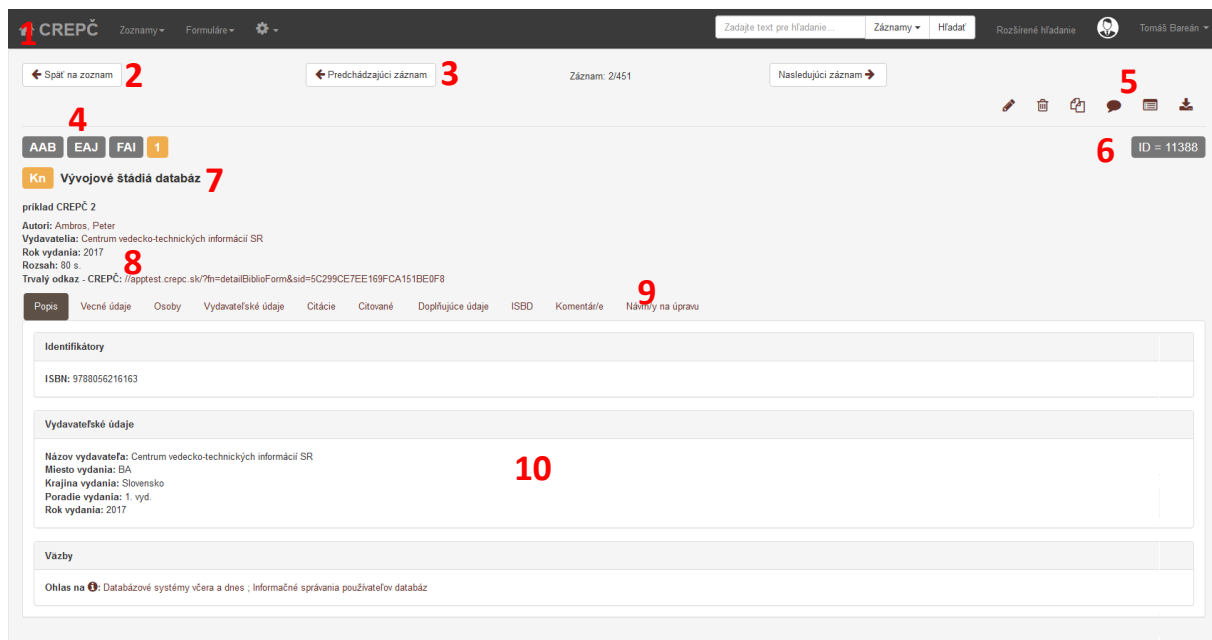 1 CREPČ Zoznamy Formuláre Zadajte text pre hľadanie... Záznamy Hľadať Rozšírené hľadanie Tomáš Bareán
Späť na zoznam 2 Predchádzajúci záznam 3 Záznam: 2/451 Nasledujúci záznam
5
4
AAB EAJ FAI 1 6 ID = 11388
Kn Vývojové štádiá databáz 7
príklad CREPČ 2
Autori: Ambros, Peter
Vydavatelia: Centrum vedecko-technických informácií SR
Rok vydania: 2017
Rozsah: 80 s. 8
Trvalý odkaz - CREPČ: //apptest.crepc.sk/?fn=detailBiblioForm&sid=5C299CE7EE169FCA151BE0F8
9
Popis Vecné údaje Osoby Vydavateľské údaje Citácie Citované Doplňujúce údaje ISBD Komentár/e Návrh/y na úpravu
Identifikátory
ISBN: 9788056216163
Vydavateľské údaje
Názov vydavateľa: Centrum vedecko-technických informácií SR
Miesto vydania: BA
10
Krajina vydania: Slovensko
Poradie vydania: 1. vyd.
Rok vydania: 2017
Väzby
Ohlas na : Databázové systémy včera a dnes ; Informačné správania používateľov databáz